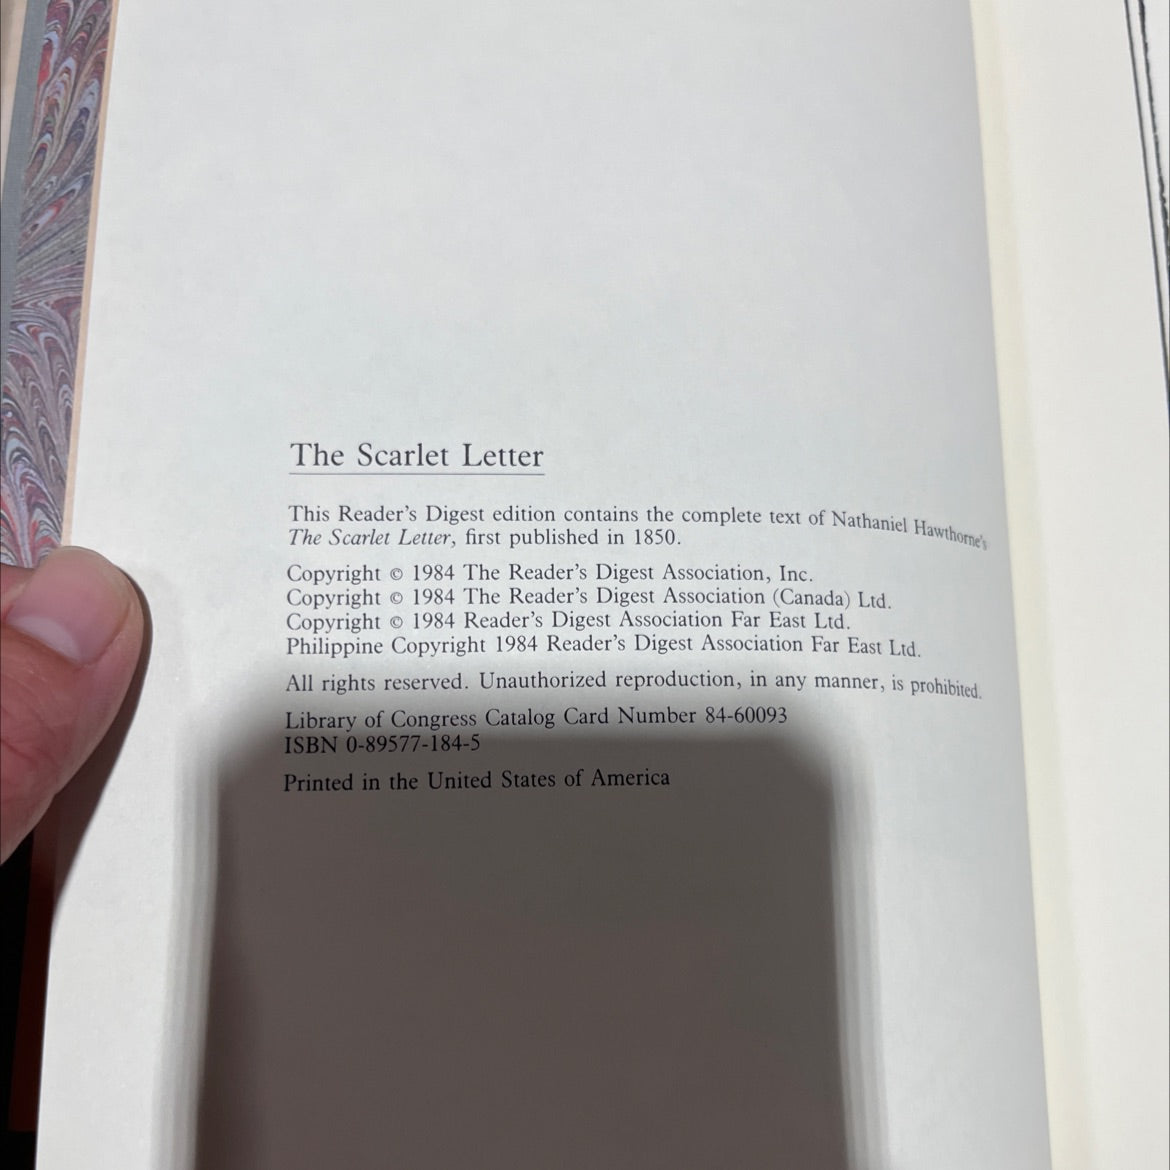 The Scarlet Letter
This Reader's Digest edition contains the complete text of Nathaniel Hawthorne's
The Scarlet Letter, first published in 1850.
Copyright © 1984 The Reader's Digest Association, Inc.
Copyright © 1984 The Reader's Digest Association (Canada) Ltd.
Copyright © 1984 Reader's Digest Association Far East Ltd.
Philippine Copyright 1984 Reader's Digest Association Far East Ltd.
All rights reserved. Unauthorized reproduction, in any manner, is prohibited.
Library of Congress Catalog Card Number 84-60093
ISBN 0-89577-184-5
Printed in the United States of America